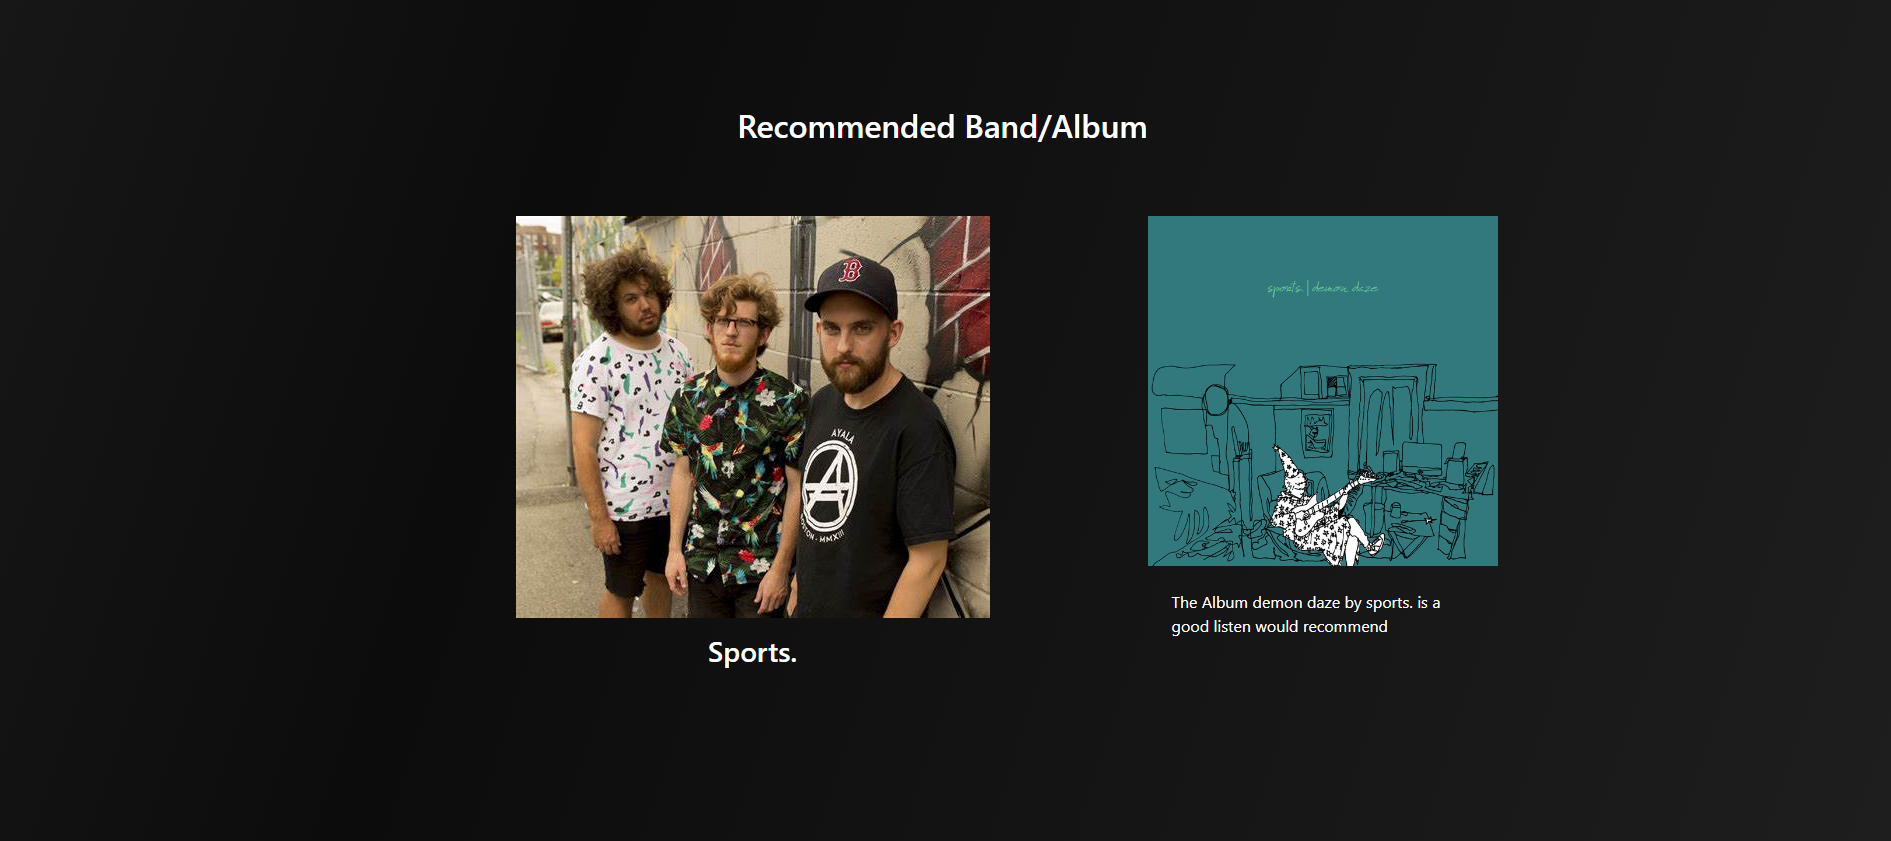 Recommended Band/Album
B
AYALA
A
BOSTON - MMXIII
Sports.
sports. | demon daze
The Album demon daze by sports. is a
good listen would recommend